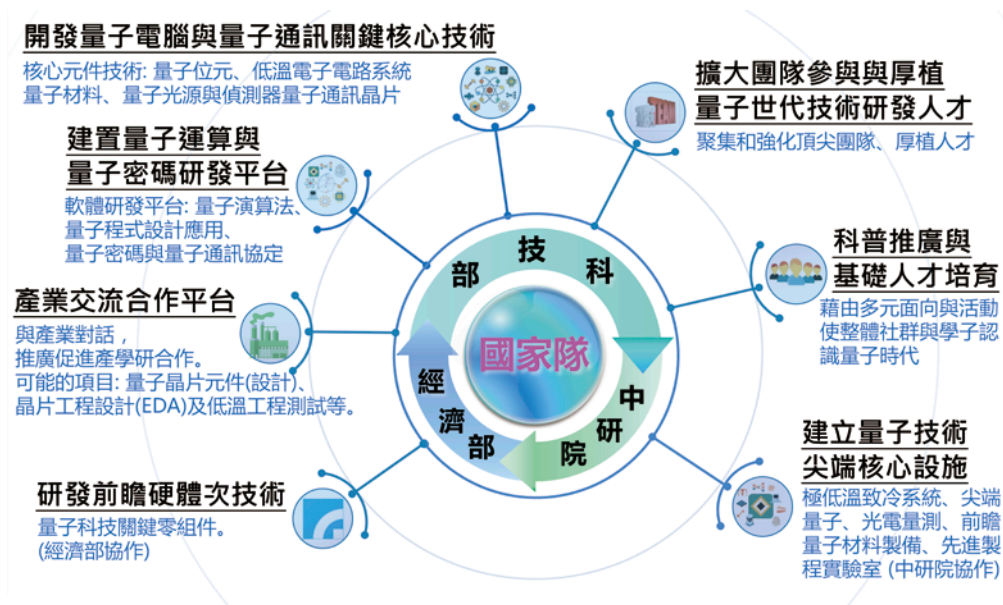 開發量子電腦與量子通訊關鍵核心技術
核心元件技術: 量子位元、低溫電子電路系統
量子材料、量子光源與偵測器量子通訊晶片
建置量子運算與
量子密碼研發平台
軟體研發平台: 量子演算法、
量子程式設計應用、
量子密碼與量子通訊協定
產業交流合作平台
與產業對話，
推廣促進產學研合作。
可能的項目: 量子晶片元件(設計)、
晶片工程設計(EDA)及低溫工程測試等。
研發前瞻硬體次技術
量子科技關鍵零組件。
(經濟部協作)
擴大團隊參與與厚植
量子世代技術研發人才
聚集和強化頂尖團隊、厚植人才
科普推廣與
基礎人才培育
藉由多元面向與活動
使整體社群與學子認
識量子時代
建立量子技術
尖端核心設施
極低溫致冷系統、尖端
量子、光電量測、前瞻
量子材料製備、先進製
程實驗室 (中研院協作)
科技部
中研院
經濟部
國家隊